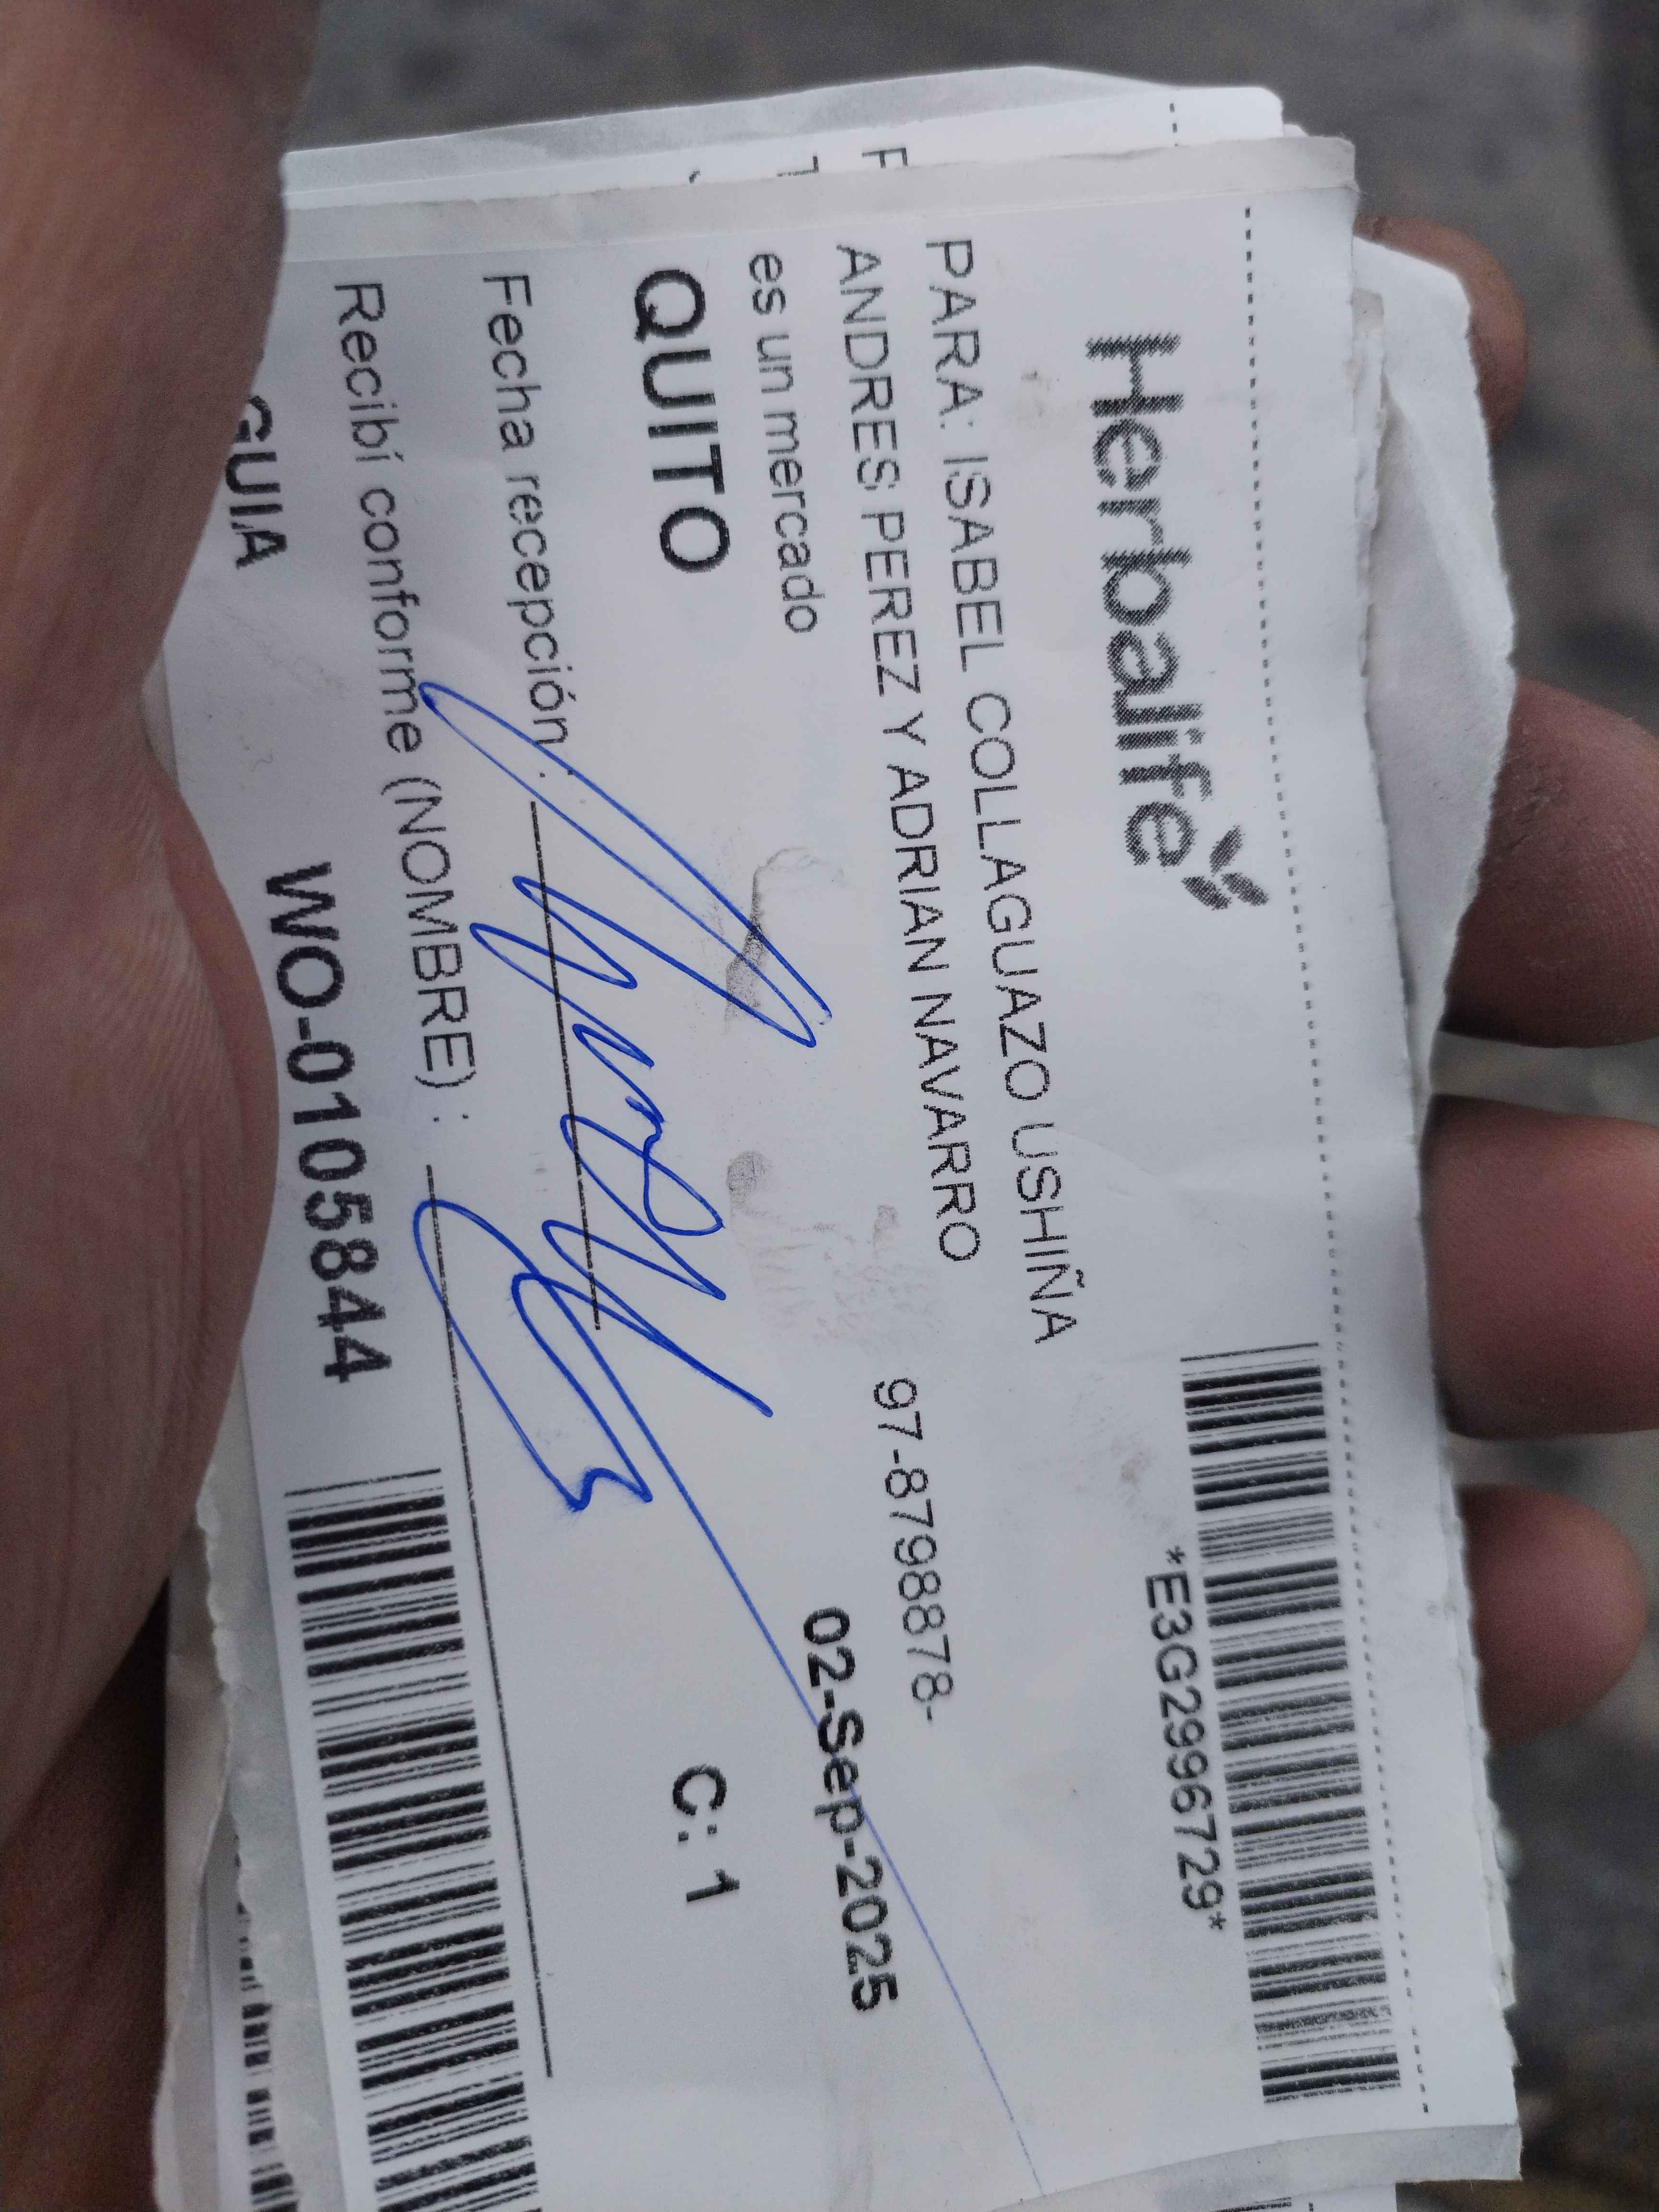 Herbalife
*E3G2996729*
PARA: ISABEL COLLAGUAZO USHIÑA
ANDRES PEREZ Y ADRIAN NAVARRO
97-8798878-
es un mercado
02-Sep-2025
QUITO
C: 1
Fecha recepción :
Recibí conforme (NOMBRE) :
GUIA WO-0105844